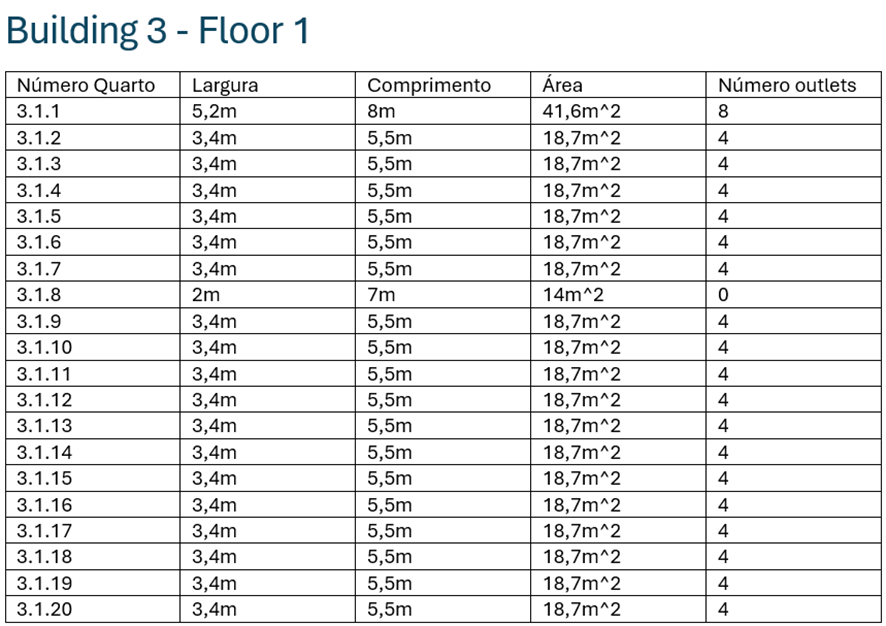 Building 3 - Floor 1
Número Quarto Largura Comprimento Área Número outlets
3.1.1 5,2m 8m 41,6m^2 8
3.1.2 3,4m 5,5m 18,7m^2 4
3.1.3 3,4m 5,5m 18,7m^2 4
3.1.4 3,4m 5,5m 18,7m^2 4
3.1.5 3,4m 5,5m 18,7m^2 4
3.1.6 3,4m 5,5m 18,7m^2 4
3.1.7 3,4m 5,5m 18,7m^2 4
3.1.8 2m 7m 14m^2 0
3.1.9 3,4m 5,5m 18,7m^2 4
3.1.10 3,4m 5,5m 18,7m^2 4
3.1.11 3,4m 5,5m 18,7m^2 4
3.1.12 3,4m 5,5m 18,7m^2 4
3.1.13 3,4m 5,5m 18,7m^2 4
3.1.14 3,4m 5,5m 18,7m^2 4
3.1.15 3,4m 5,5m 18,7m^2 4
3.1.16 3,4m 5,5m 18,7m^2 4
3.1.17 3,4m 5,5m 18,7m^2 4
3.1.18 3,4m 5,5m 18,7m^2 4
3.1.19 3,4m 5,5m 18,7m^2 4
3.1.20 3,4m 5,5m 18,7m^2 4